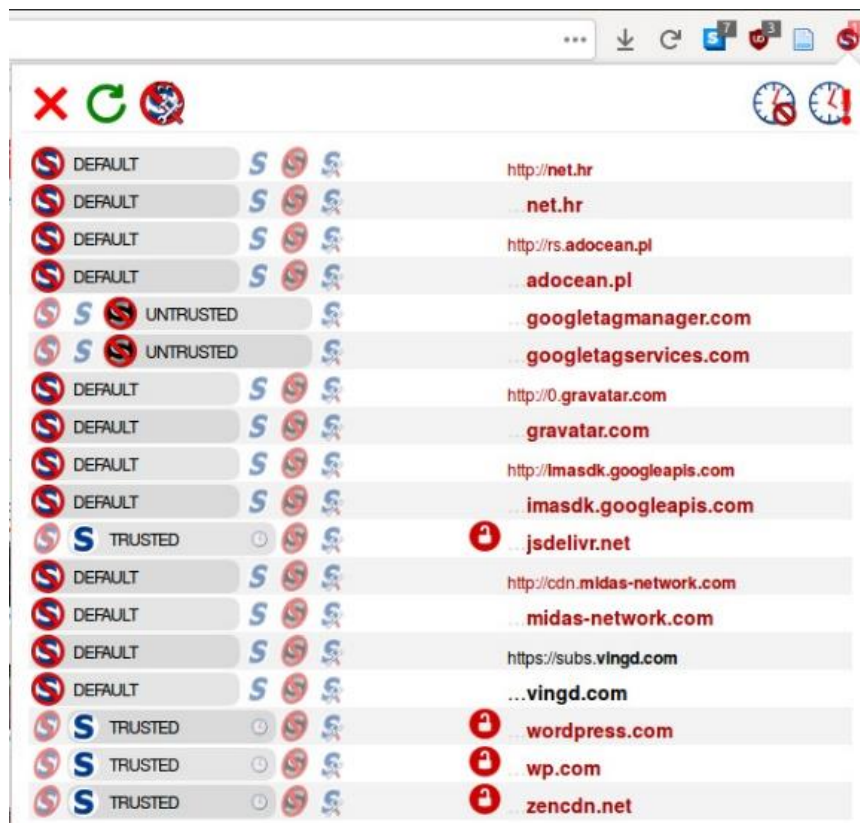 ... 7 3
DEFAULT http://net.hr
DEFAULT ...net.hr
DEFAULT http://rs.adocean.pl
DEFAULT ...adocean.pl
UNTRUSTED ...googletagmanager.com
UNTRUSTED ...googletagservices.com
DEFAULT http://0.gravatar.com
DEFAULT ...gravatar.com
DEFAULT http://imasdk.googleapis.com
DEFAULT ...imasdk.googleapis.com
TRUSTED ...jsdelivr.net
DEFAULT http://cdn.midas-network.com
DEFAULT ...midas-network.com
DEFAULT https://subs.vingd.com
DEFAULT ...vingd.com
TRUSTED ...wordpress.com
TRUSTED ...wp.com
TRUSTED ...zencdn.net